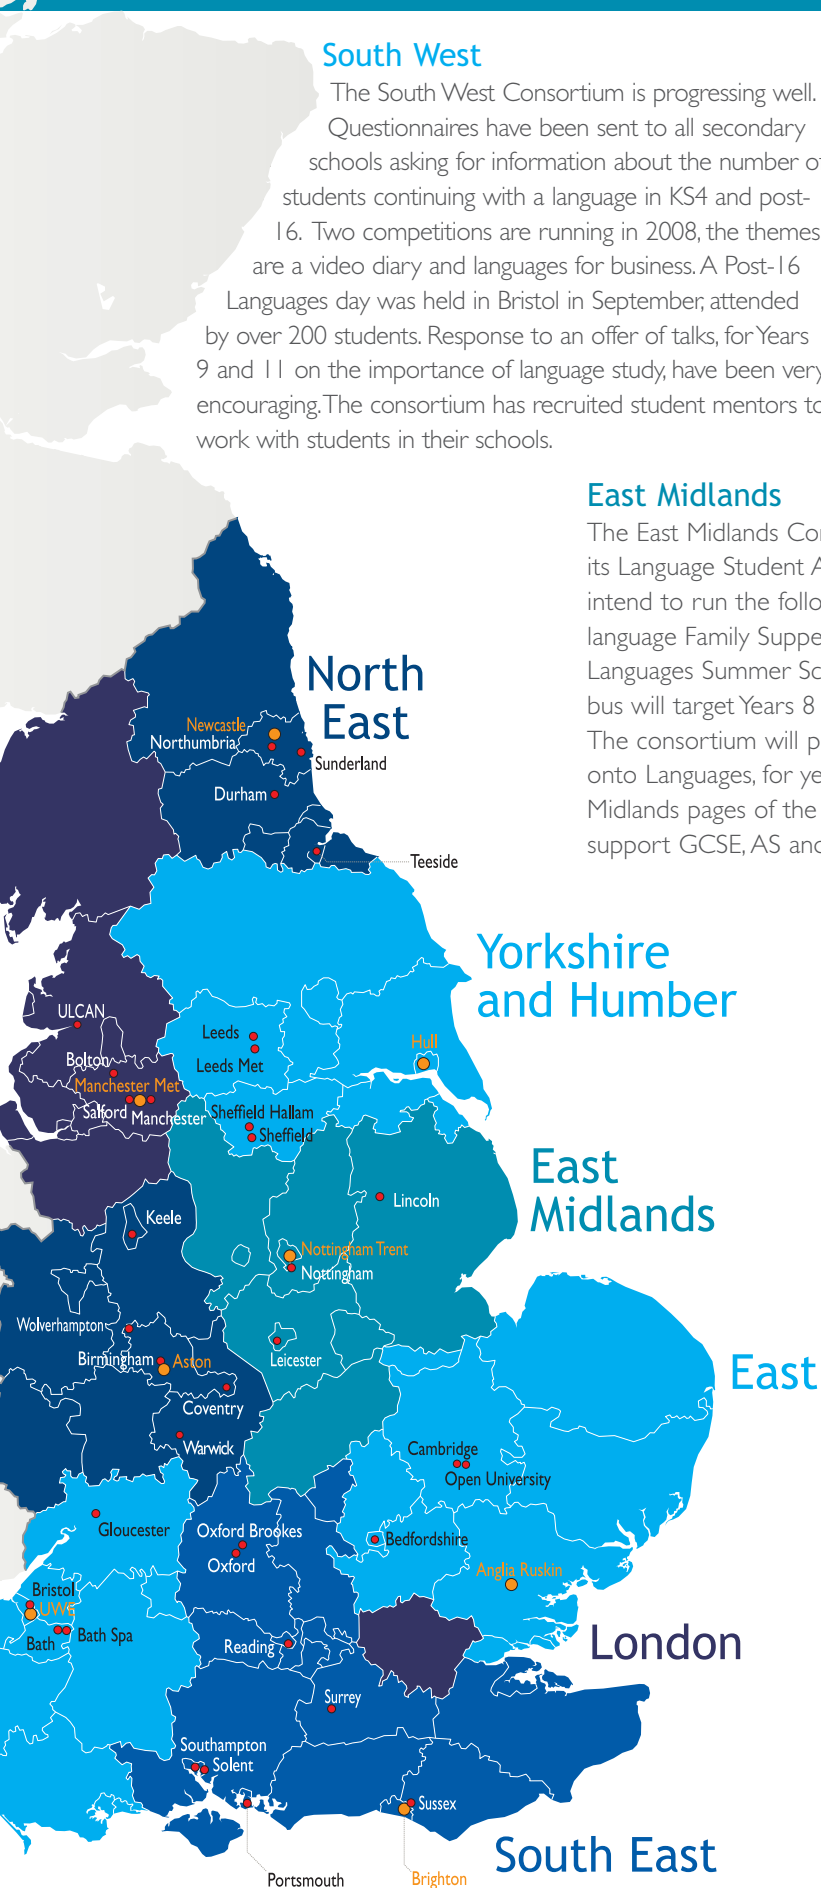 South West
The South West Consortium is progressing well.
Questionnaires have been sent to all secondary
schools asking for information about the number of
students continuing with a language in KS4 and post-
16. Two competitions are running in 2008, the themes
are a video diary and languages for business. A Post-16
Languages day was held in Bristol in September, attended
by over 200 students. Response to an offer of talks, for Years
9 and 11 on the importance of language study, have been very
encouraging. The consortium has recruited student mentors to
work with students in their schools.
East Midlands
The East Midlands Con
its Language Student A
intend to run the follo
language Family Suppe
Languages Summer Sc
bus will target Years 8
The consortium will p
onto Languages, for ye
Midlands pages of the
support GCSE, AS and
North
East
Newcastle
Northumbria
Sunderland
Durham
Teeside
Yorkshire
and Humber
ULCAN
Leeds
Leeds Met
Hull
Bolton
Manchester Met
Salford
Manchester
Sheffield Hallam
Sheffield
East
Midlands
Lincoln
Keele
Nottingham Trent
Nottingham
Wolverhampton
Birmingham
Aston
Leicester
East
Coventry
Warwick
Cambridge
Open University
Gloucester
Oxford Brookes
Oxford
Bedfordshire
Anglia Ruskin
Bristol
UWE
Bath
Bath Spa
Reading
London
Surrey
Southampton
Solent
Sussex
South East
Portsmouth
Brighton